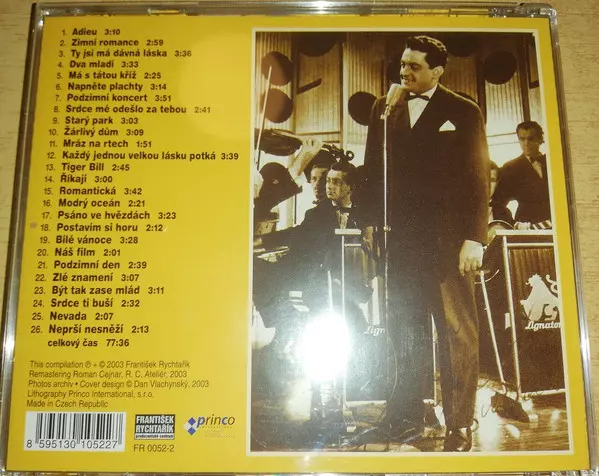 1. Adieu 3:10
2. Zimní romance 2:59
3. Ty jsi má dávná láska 3:36
4. Dva mladí 3:33
5. Má s tátou kříž 2:25
6. Napněte plachty 3:14
7. Podzimní koncert 3:51
8. Srdce mé odešlo za tebou 2:41
9. Starý park 3:03
10. Žárlivý dům 3:09
11. Mráz na rtech 1:51
12. Každý jednou velkou lásku potká 3:39
13. Tiger Bill 2:45
14. Říkají 3:00
15. Romantická 3:42
16. Modrý oceán 2:21
17. Psáno ve hvězdách 3:23
18. Postavím si horu 2:12
19. Bílé vánoce 3:28
20. Náš film 2:01
21. Podzimní den 2:39
22. Zlé znamení 3:07
23. Být tak zase mlád 3:11
24. Srdce ti buší 2:32
25. Nevada 2:07
26. Neprší nesněží 2:13
celkový čas 77:36
This compilation ℗ + © 2003 František Rychtařík
Remastering Roman Cejnar, R. C. Ateliér, 2003
Photos archiv • Cover design © Dan Vlachynský, 2003
Lithography Princo International, s.r.o.
Made in Czech Republic
8 595130 105227
FRANTIŠEK
RYCHTAŘÍK
producentské centrum
princo
FR 0052-2
Lignator
Lignator